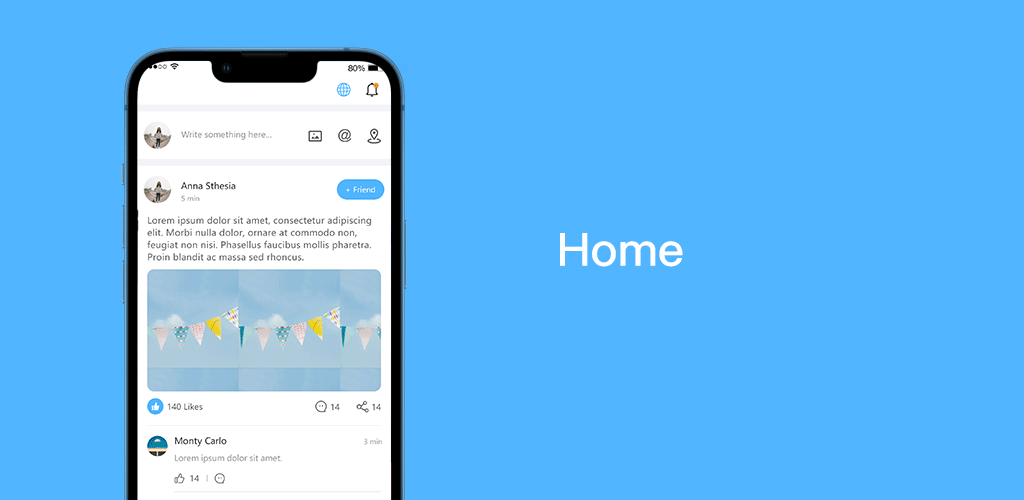 80%
Write something here...
Anna Sthesia
+ Friend
5 min
Lorem ipsum dolor sit amet, consectetur adipiscing
elit. Morbi nulla dolor, ornare at commodo non,
feugiat non nisi. Phasellus faucibus mollis pharetra.
Proin blandit ac massa sed rhoncus.
140 Likes
14
14
Monty Carlo
3 min
Lorem ipsum dolor sit amet.
14
Home